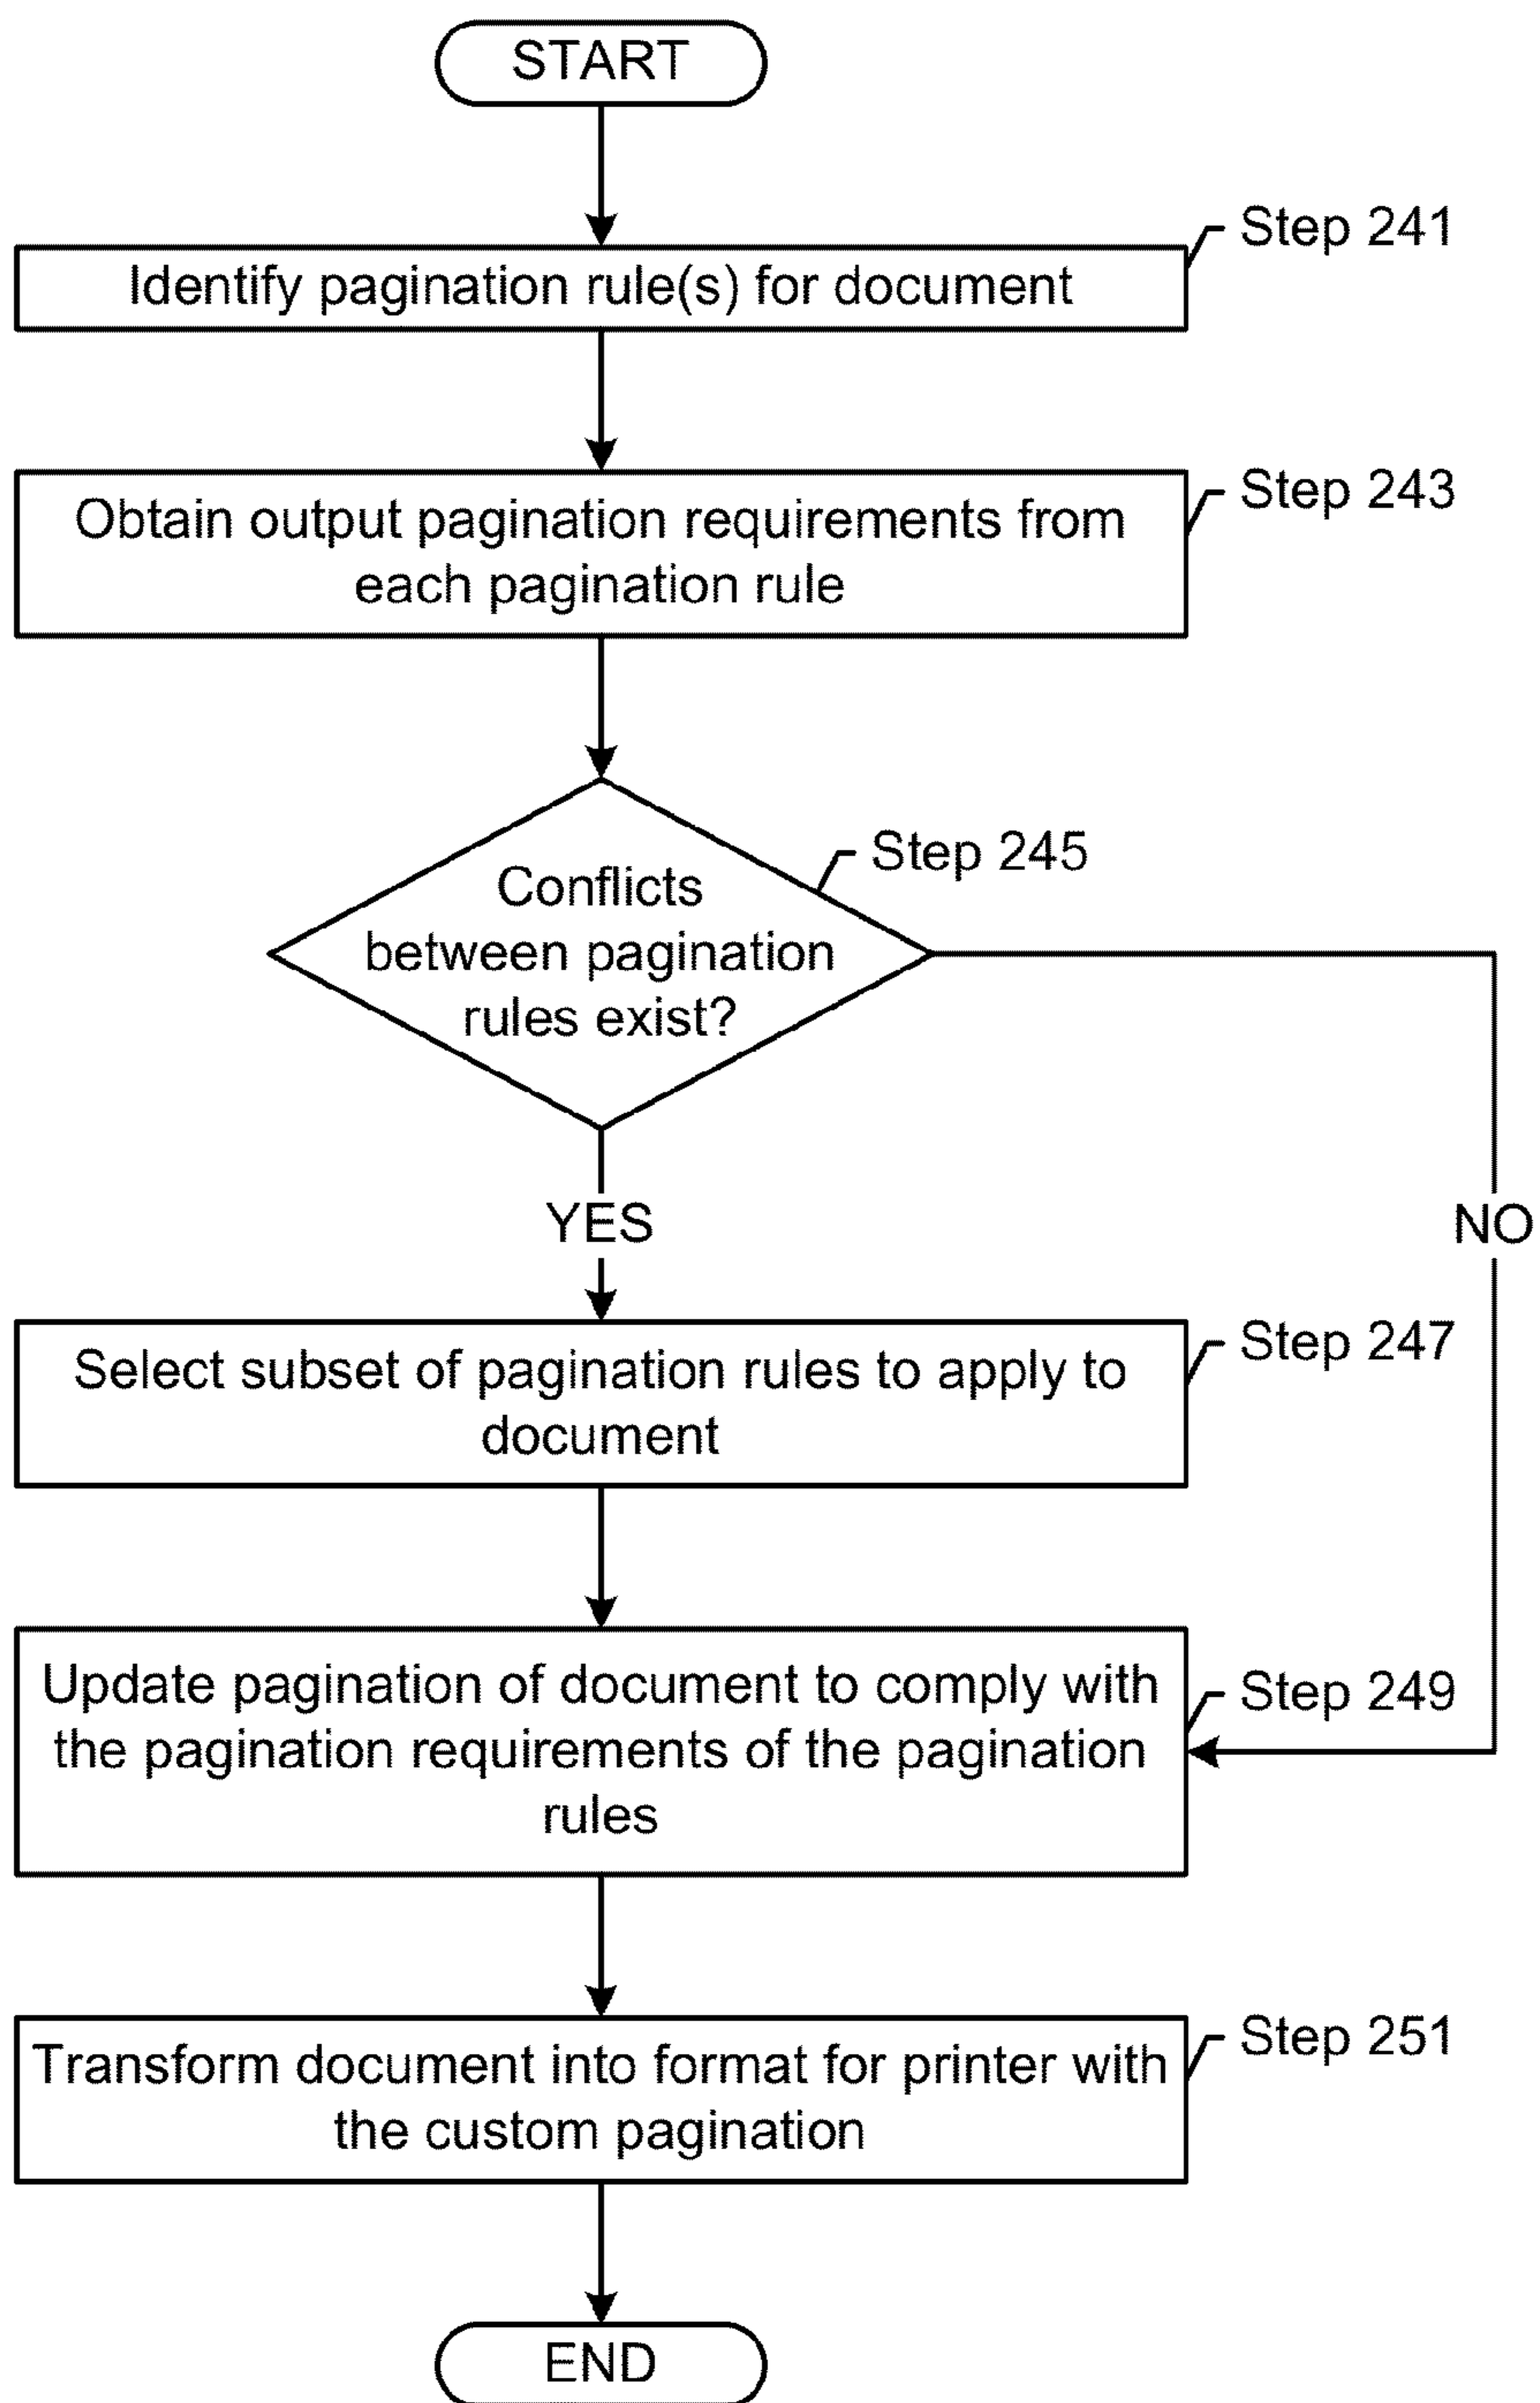 START
Step 241
Identify pagination rule(s) for document
Step 243
Obtain output pagination requirements from
each pagination rule
Step 245
Conflicts
between pagination
rules exist?
YES
NO
Step 247
Select subset of pagination rules to apply to
document
Step 249
Update pagination of document to comply with
the pagination requirements of the pagination
rules
Step 251
Transform document into format for printer with
the custom pagination
END